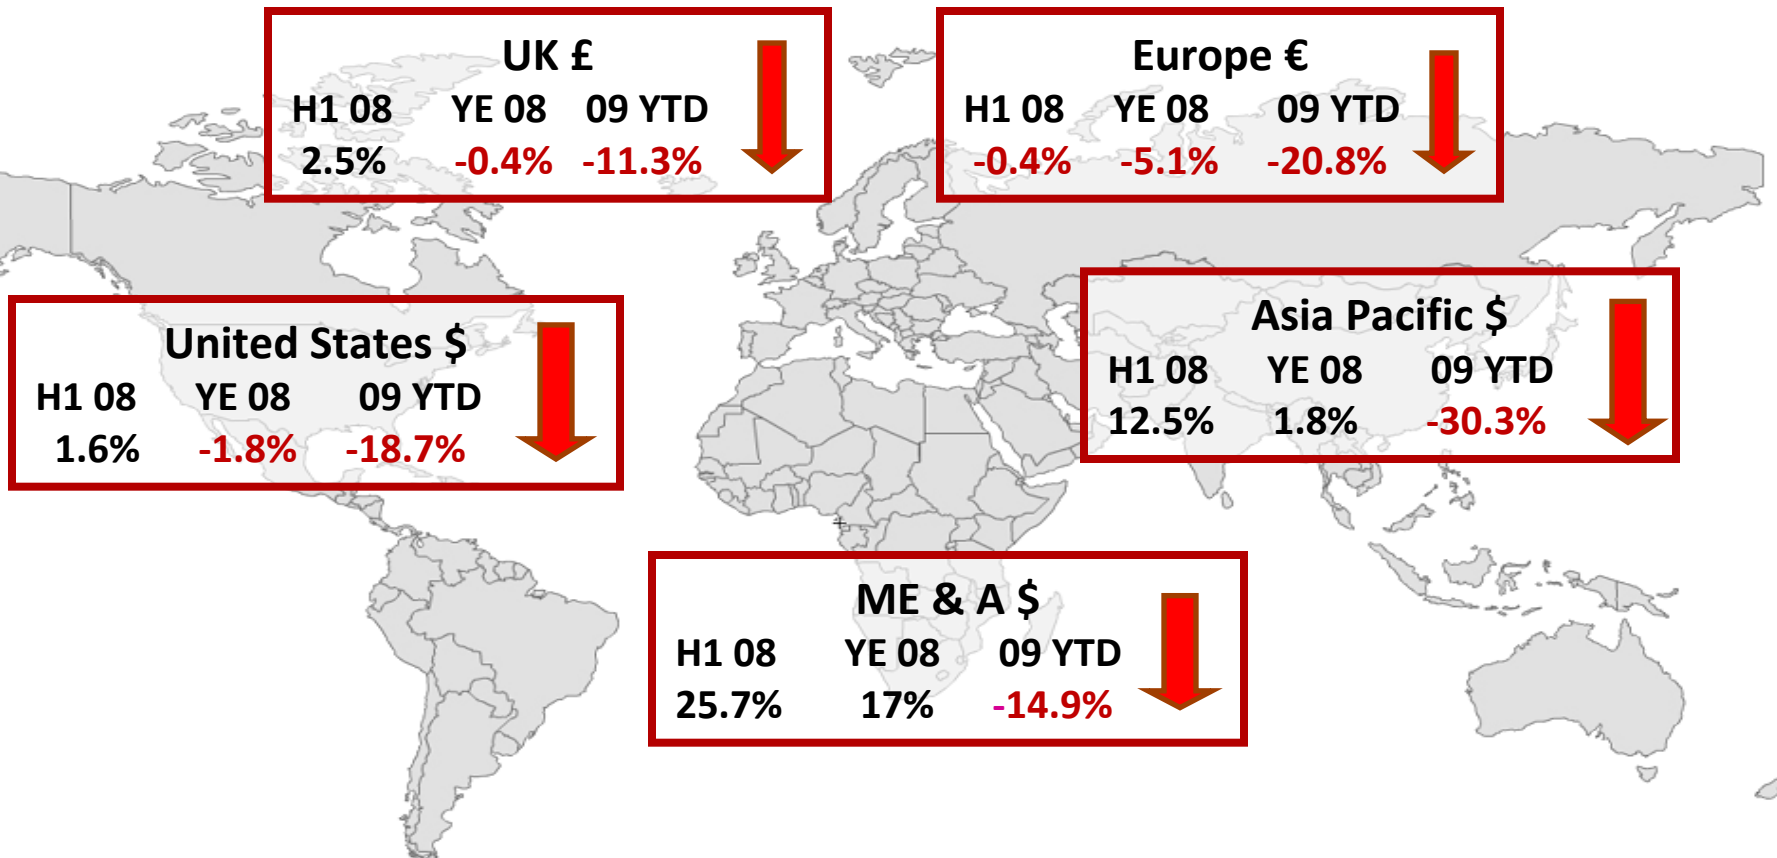 UK £
H1 08 YE 08 09 YTD
2.5% -0.4% -11.3%
Europe €
H1 08 YE 08 09 YTD
-0.4% -5.1% -20.8%
United States $
H1 08 YE 08 09 YTD
1.6% -1.8% -18.7%
Asia Pacific $
H1 08 YE 08 09 YTD
12.5% 1.8% -30.3%
ME & A $
H1 08 YE 08 09 YTD
25.7% 17% -14.9%